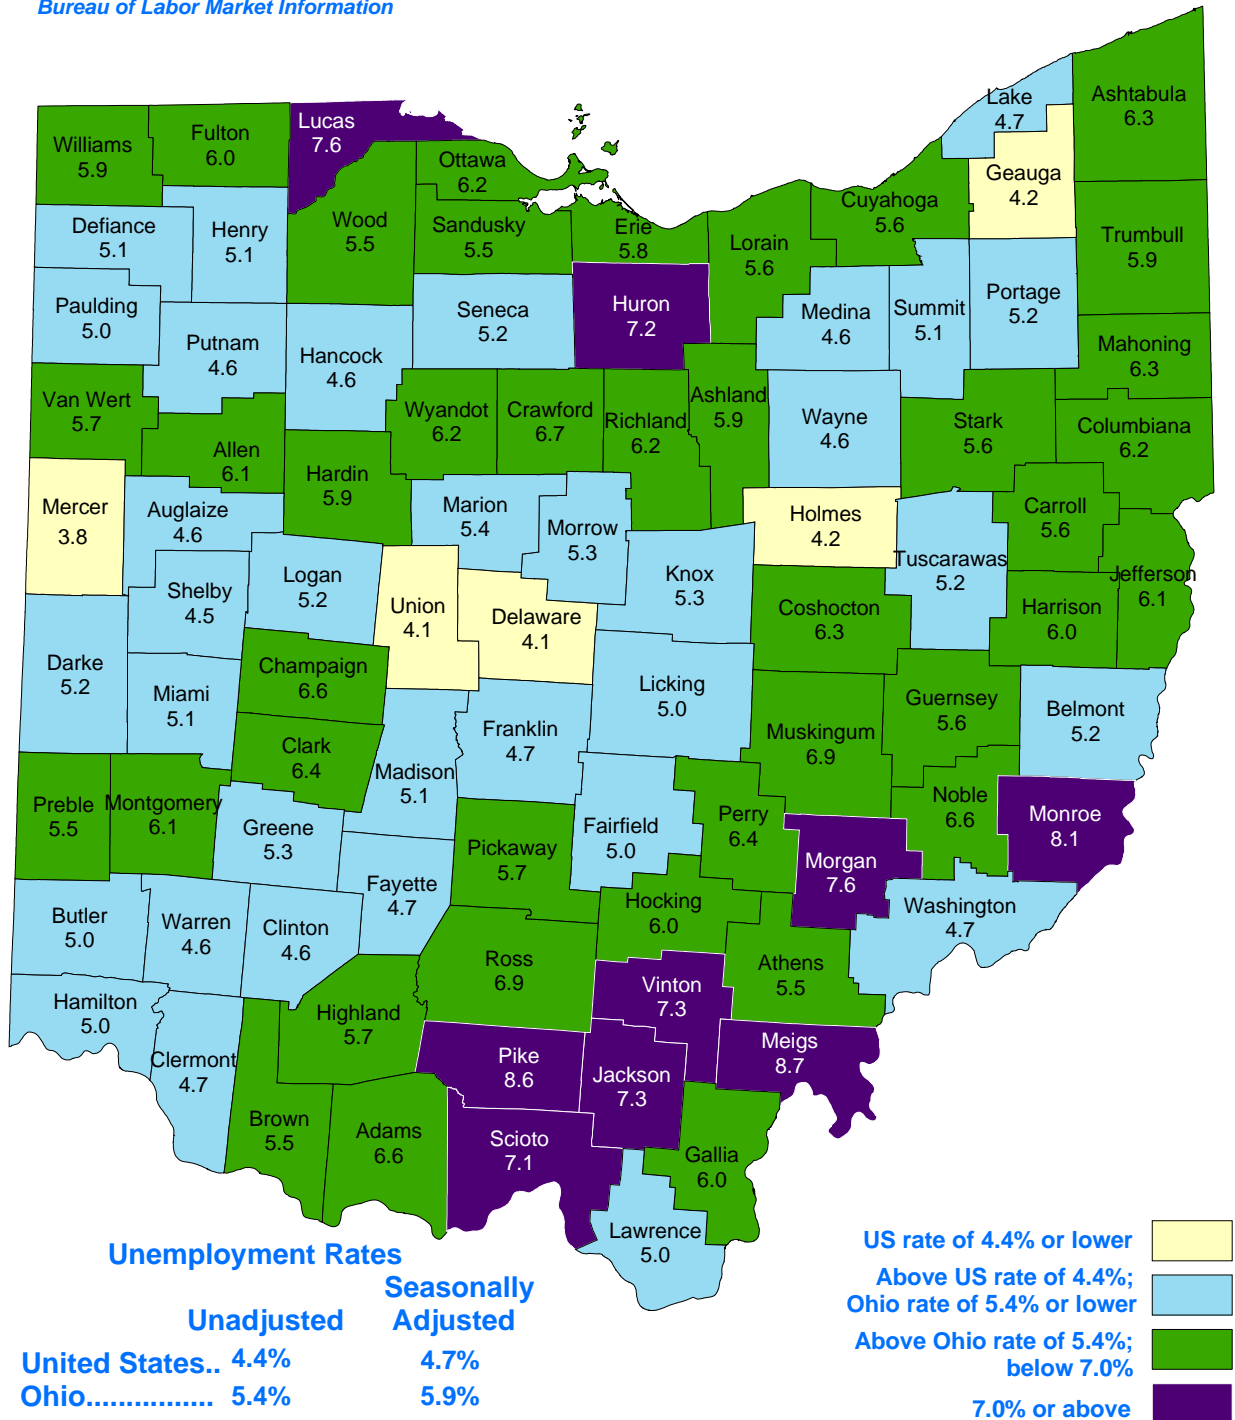 Bureau of Labor Market Information
Lake
4.7
Ashtabula
6.3
Lucas
7.6
Fulton
6.0
Williams
5.9
Ottawa
6.2
Geauga
4.2
Cuyahoga
5.6
Wood
5.5
Sandusky
5.5
Erie
5.8
Defiance
5.1
Henry
5.1
Lorain
5.6
Trumbull
5.9
Paulding
5.0
Seneca
5.2
Huron
7.2
Medina
4.6
Summit
5.1
Portage
5.2
Putnam
4.6
Hancock
4.6
Mahoning
6.3
Van Wert
5.7
Wyandot
6.2
Crawford
6.7
Richland
6.2
Ashland
5.9
Wayne
4.6
Stark
5.6
Columbiana
6.2
Allen
6.1
Hardin
5.9
Mercer
3.8
Auglaize
4.6
Marion
5.4
Morrow
5.3
Holmes
4.2
Carroll
5.6
Tuscarawas
5.2
Jefferson
6.1
Shelby
4.5
Logan
5.2
Knox
5.3
Union
4.1
Delaware
4.1
Coshocton
6.3
Harrison
6.0
Darke
5.2
Champaign
6.6
Miami
5.1
Licking
5.0
Guernsey
5.6
Belmont
5.2
Franklin
4.7
Muskingum
6.9
Clark
6.4
Madison
5.1
Preble
5.5
Montgomery
6.1
Noble
6.6
Monroe
8.1
Greene
5.3
Fairfield
5.0
Perry
6.4
Pickaway
5.7
Morgan
7.6
Fayette
4.7
Hocking
6.0
Washington
4.7
Butler
5.0
Warren
4.6
Clinton
4.6
Ross
6.9
Athens
5.5
Vinton
7.3
Hamilton
5.0
Highland
5.7
Clermont
4.7
Pike
8.6
Meigs
8.7
Jackson
7.3
Brown
5.5
Adams
6.6
Scioto
7.1
Gallia
6.0
Lawrence
5.0
Unemployment Rates
Seasonally
Unadjusted Adjusted
United States.. 4.4% 4.7%
Ohio................ 5.4% 5.9%
US rate of 4.4% or lower
Above US rate of 4.4%;
Ohio rate of 5.4% or lower
Above Ohio rate of 5.4%;
below 7.0%
7.0% or above